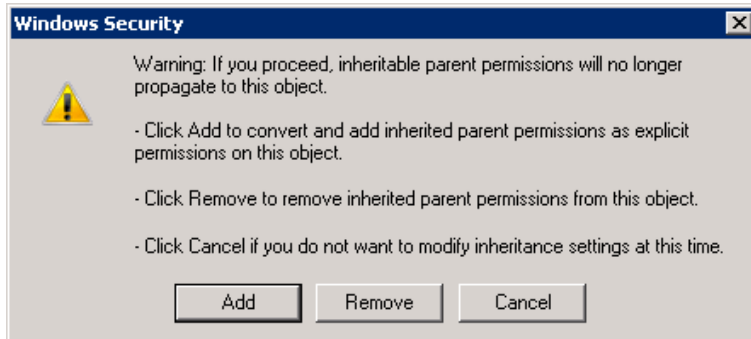 Windows Security
Warning: If you proceed, inheritable parent permissions will no longer
propagate to this object.
- Click Add to convert and add inherited parent permissions as explicit
permissions on this object.
- Click Remove to remove inherited parent permissions from this object.
- Click Cancel if you do not want to modify inheritance settings at this time.
Add Remove Cancel